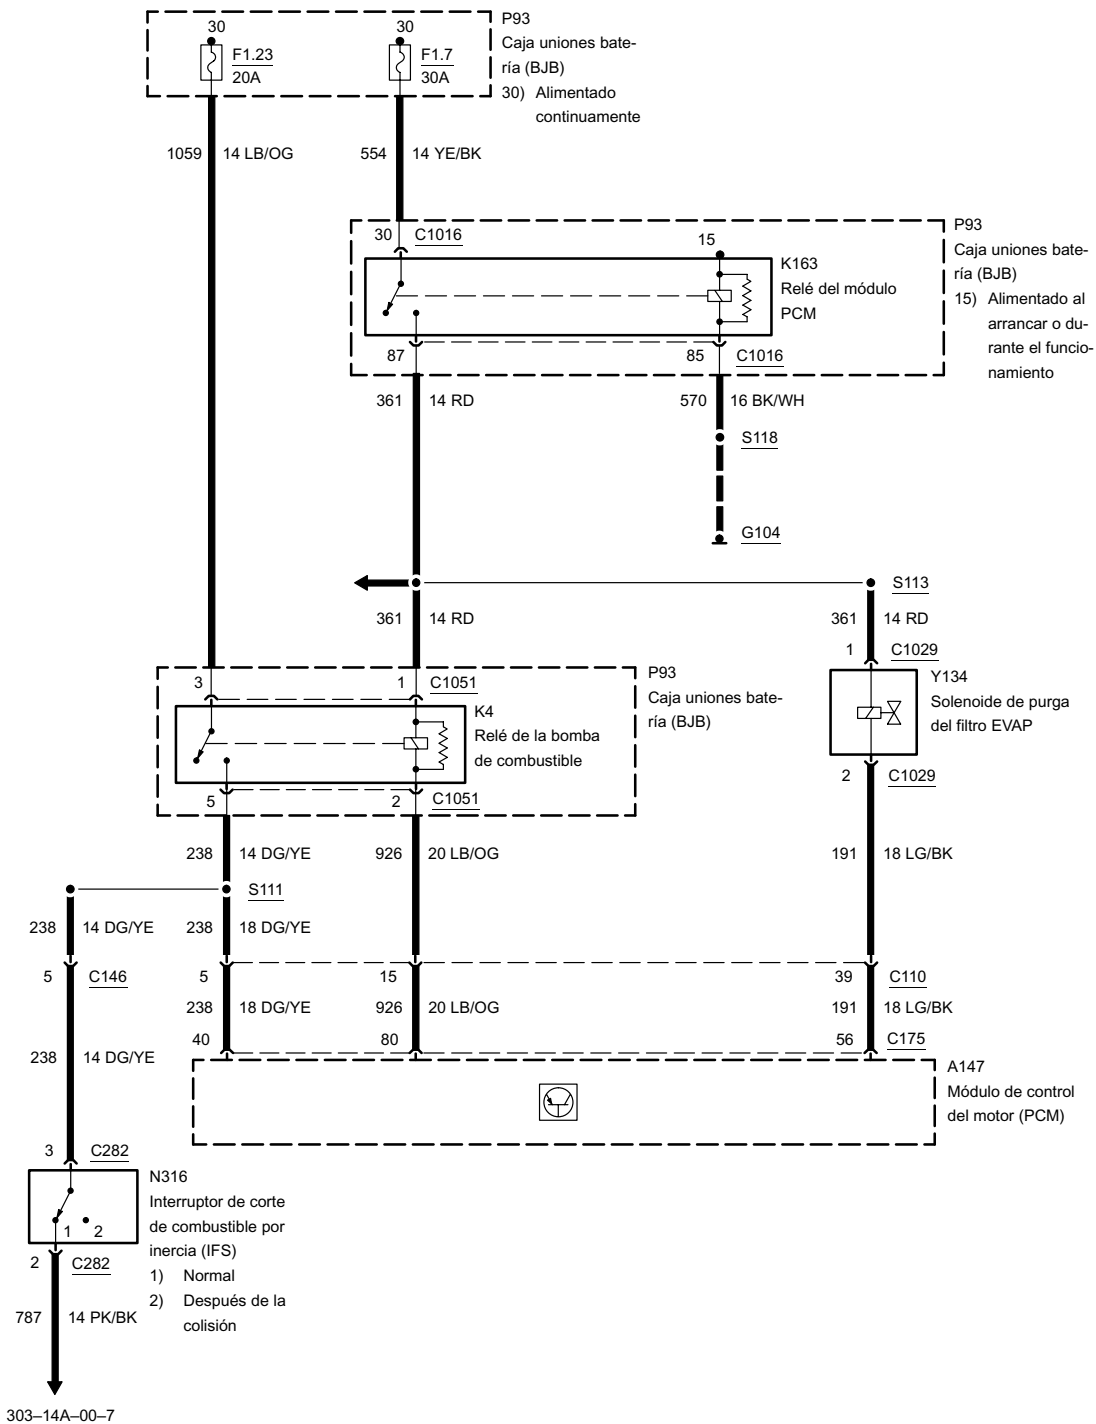 30
F1.23
20A
30
F1.7
30A
P93
Caja uniones bate-
ría (BJB)
30) Alimentado
continuamente
1059 14 LB/OG
554 14 YE/BK
30 C1016
15
K163
Relé del módulo
PCM
87
85 C1016
P93
Caja uniones bate-
ría (BJB)
15) Alimentado al
arrancar o du-
rante el funcio-
namiento
361 14 RD
570 16 BK/WH
S118
G104
S113
361 14 RD
361 14 RD
1 C1029
Y134
Solenoide de purga
del filtro EVAP
2 C1029
3
1 C1051
K4
Relé de la bomba
de combustible
5
2 C1051
P93
Caja uniones bate-
ría (BJB)
238 14 DG/YE
926 20 LB/OG
191 18 LG/BK
S111
238 14 DG/YE
238 18 DG/YE
5 C146
5
15
39 C110
238 18 DG/YE
926 20 LB/OG
191 18 LG/BK
238 14 DG/YE
40
80
56 C175
A147
Módulo de control
del motor (PCM)
3 C282
1 2
N316
Interruptor de corte
de combustible por
inercia (IFS)
1) Normal
2) Después de la
colisión
2 C282
787 14 PK/BK
303–14A–00–7